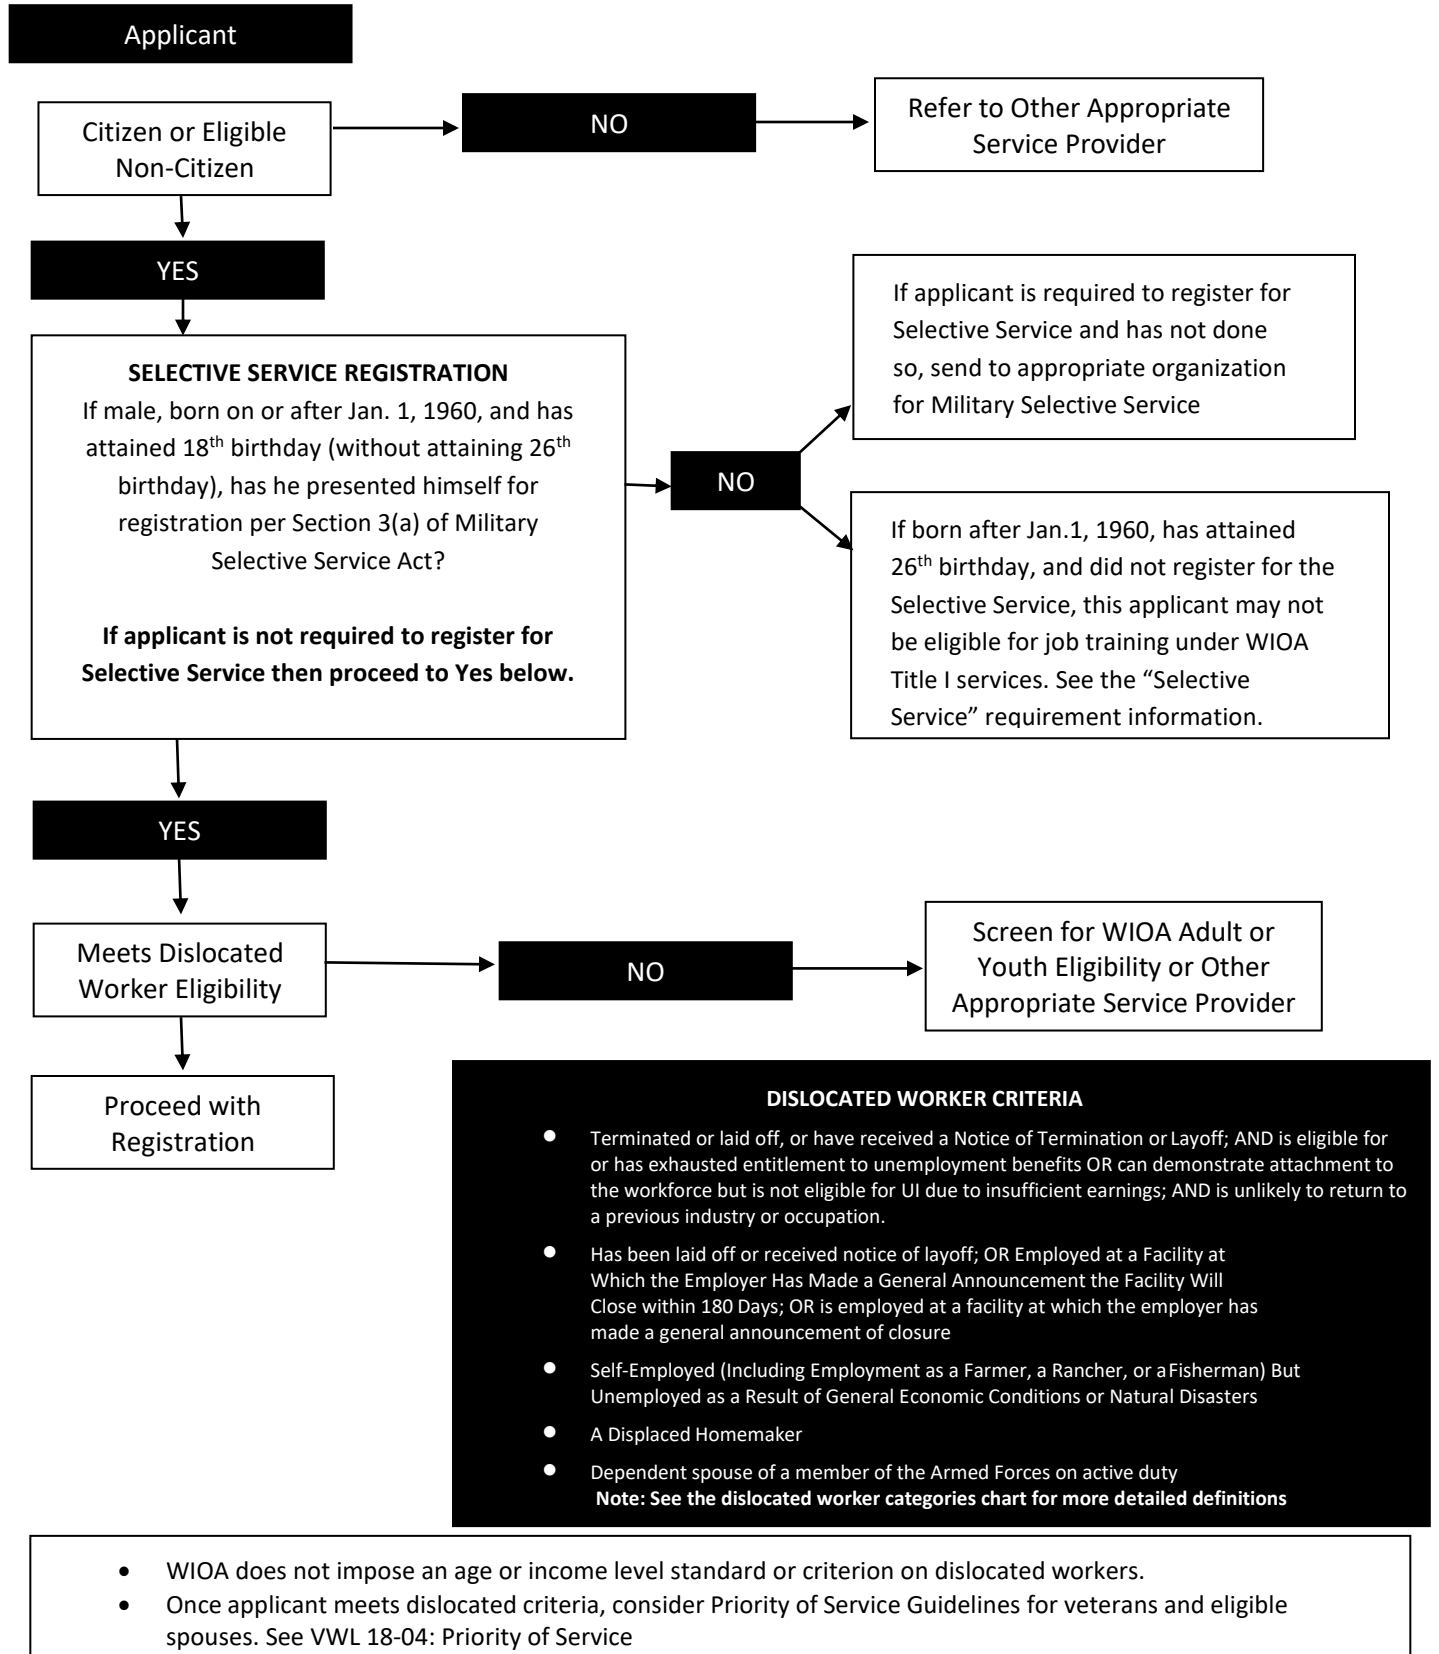 Applicant
Citizen or Eligible
Non-Citizen
NO
Refer to Other Appropriate
Service Provider
YES
SELECTIVE SERVICE REGISTRATION
If male, born on or after Jan. 1, 1960, and has
attained 18th birthday (without attaining 26th
birthday), has he presented himself for
registration per Section 3(a) of Military
Selective Service Act?
If applicant is not required to register for
Selective Service then proceed to Yes below.
NO
If applicant is required to register for
Selective Service and has not done
so, send to appropriate organization
for Military Selective Service
If born after Jan.1, 1960, has attained
26th birthday, and did not register for the
Selective Service, this applicant may not
be eligible for job training under WIOA
Title I services. See the “Selective
Service” requirement information.
YES
Meets Dislocated
Worker Eligibility
NO
Screen for WIOA Adult or
Youth Eligibility or Other
Appropriate Service Provider
Proceed with
Registration
DISLOCATED WORKER CRITERIA
● Terminated or laid off, or have received a Notice of Termination or Layoff; AND is eligible for
or has exhausted entitlement to unemployment benefits OR can demonstrate attachment to
the workforce but is not eligible for UI due to insufficient earnings; AND is unlikely to return to
a previous industry or occupation.
● Has been laid off or received notice of layoff; OR Employed at a Facility at
Which the Employer Has Made a General Announcement the Facility Will
Close within 180 Days; OR is employed at a facility at which the employer has
made a general announcement of closure
● Self-Employed (Including Employment as a Farmer, a Rancher, or a Fisherman) But
Unemployed as a Result of General Economic Conditions or Natural Disasters
● A Displaced Homemaker
● Dependent spouse of a member of the Armed Forces on active duty
Note: See the dislocated worker categories chart for more detailed definitions
• WIOA does not impose an age or income level standard or criterion on dislocated workers.
• Once applicant meets dislocated criteria, consider Priority of Service Guidelines for veterans and eligible
spouses. See VWL 18-04: Priority of Service